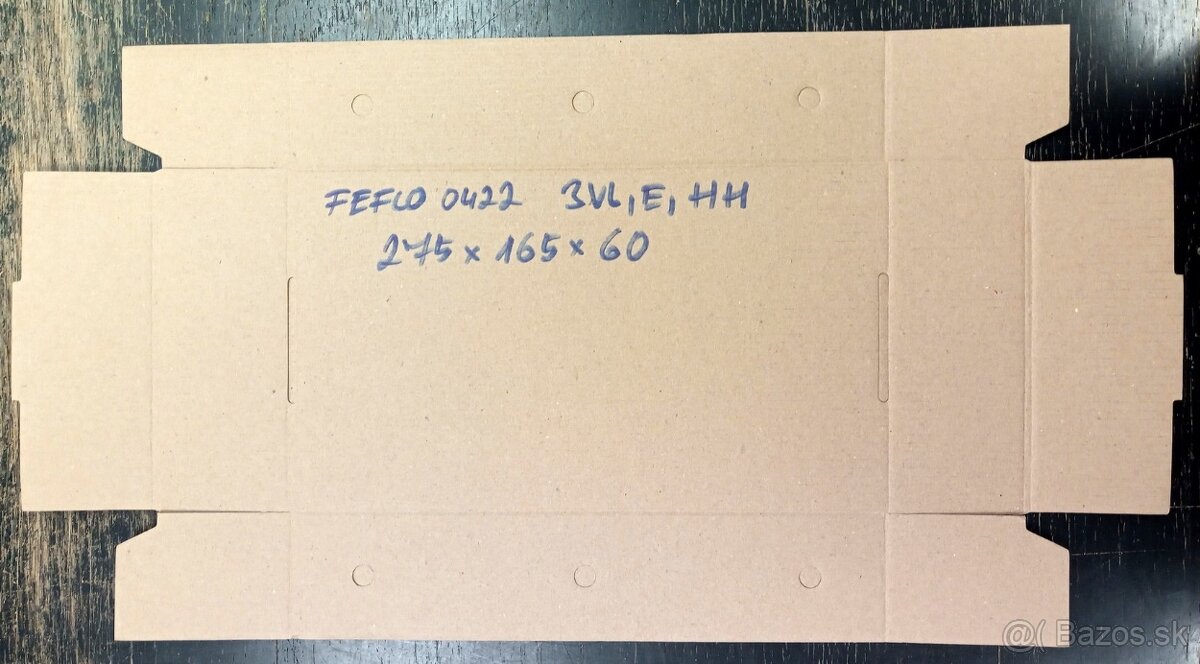 FEFCO 0422 3VL, E, HH
275 x 165 x 60
@( Bazos.sk